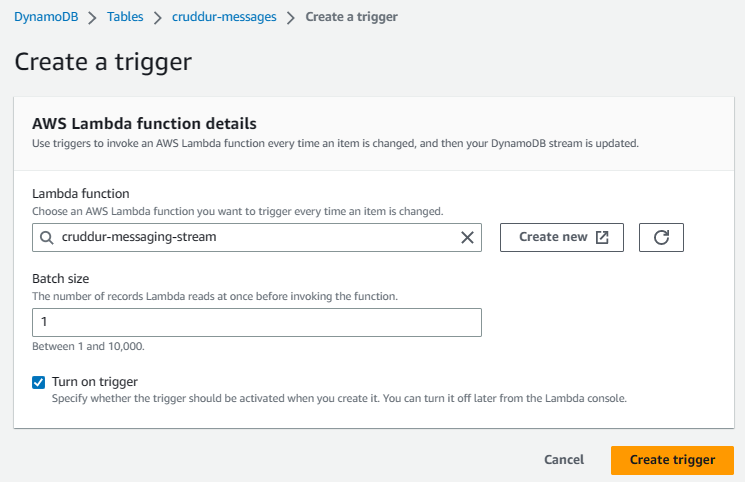 DynamoDB > Tables > cruddur-messages > Create a trigger
Create a trigger
AWS Lambda function details
Use triggers to invoke an AWS Lambda function every time an item is changed, and then your DynamoDB stream is updated.
Lambda function
Choose an AWS Lambda function you want to trigger every time an item is changed.
cruddur-messaging-stream
Create new
Batch size
The number of records Lambda reads at once before invoking the function.
1
Between 1 and 10,000.
Turn on trigger
Specify whether the trigger should be activated when you create it. You can turn it off later from the Lambda console.
Cancel
Create trigger